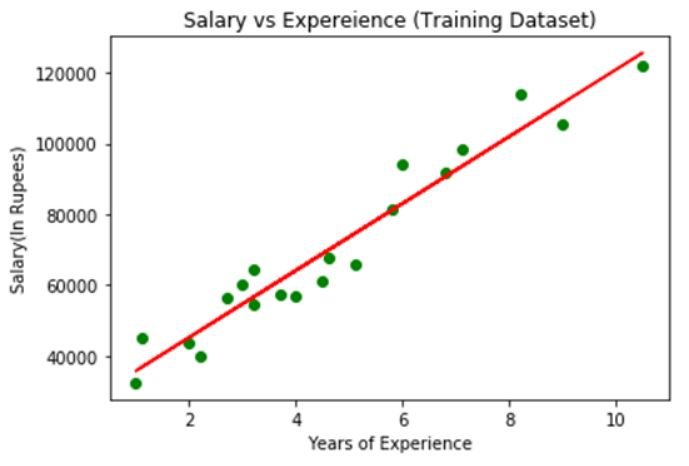 Salary vs Expereience (Training Dataset)
120000
100000
80000
60000
40000
Salary(In Rupees)
2 4 6 8 10
Years of Experience